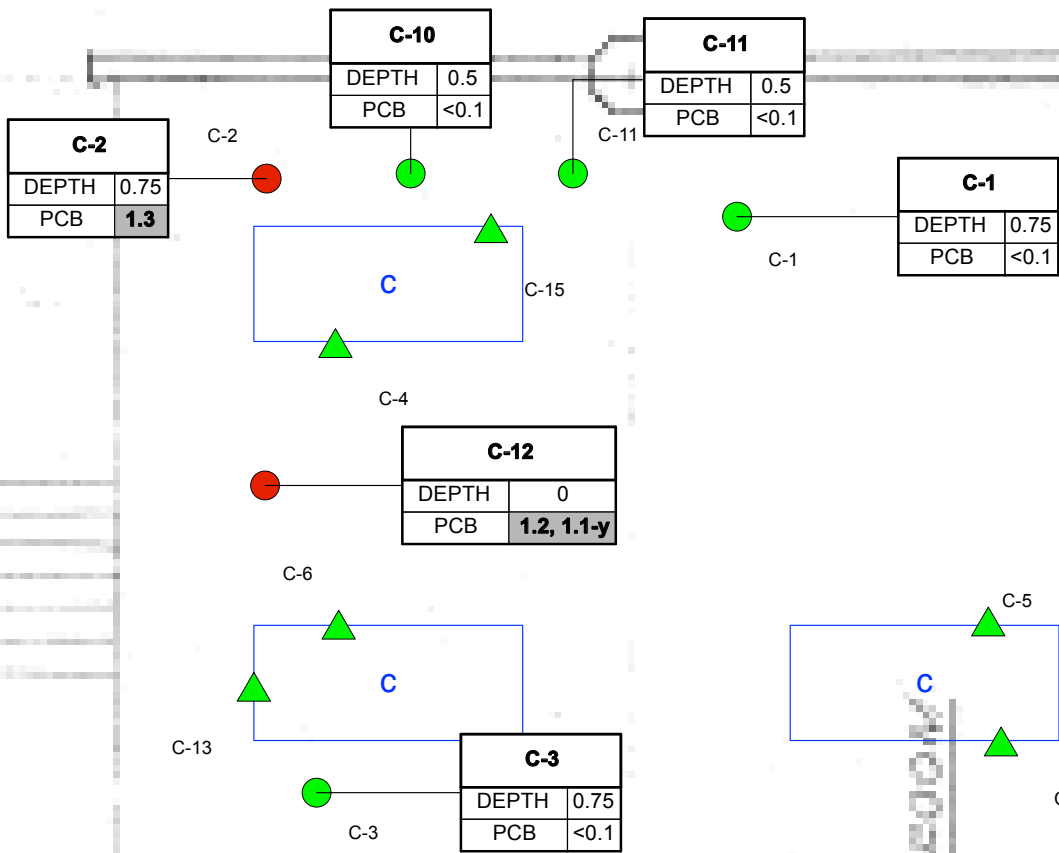 C-10
DEPTH 0.5
PCB <0.1
C-11
DEPTH 0.5
PCB <0.1
C-2
DEPTH 0.75
PCB 1.3
C-2
C-11
C-1
DEPTH 0.75
PCB <0.1
C-1
C
C-15
C-4
C-12
DEPTH 0
PCB 1.2, 1.1-y
C-6
C-5
C
C
C-13
C-3
DEPTH 0.75
PCB <0.1
C-3